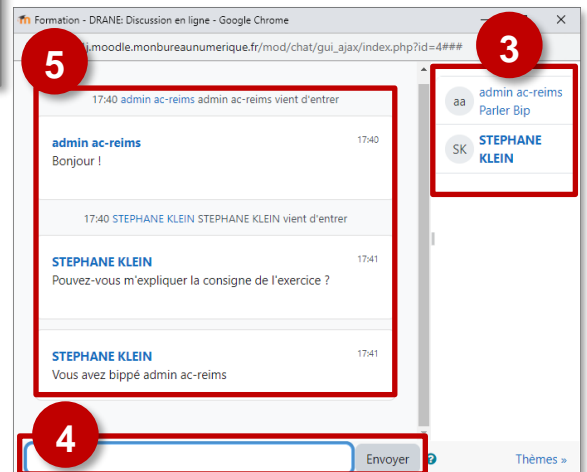 Formation - DRANE: Discussion en ligne - Google Chrome
j.moodle.monbureaunumerique.fr/mod/chat/gui_ajax/index.php?id=4###
5
3
17:40 admin ac-reims admin ac-reims vient d'entrer
admin ac-reims 17:40
Bonjour !
17:40 STEPHANE KLEIN STEPHANE KLEIN vient d'entrer
STEPHANE KLEIN 17:41
Pouvez-vous m'expliquer la consigne de l'exercice ?
STEPHANE KLEIN 17:41
Vous avez bippé admin ac-reims
aa admin ac-reims
Parler Bip
SK STEPHANE
KLEIN
4
Envoyer ? Thèmes »